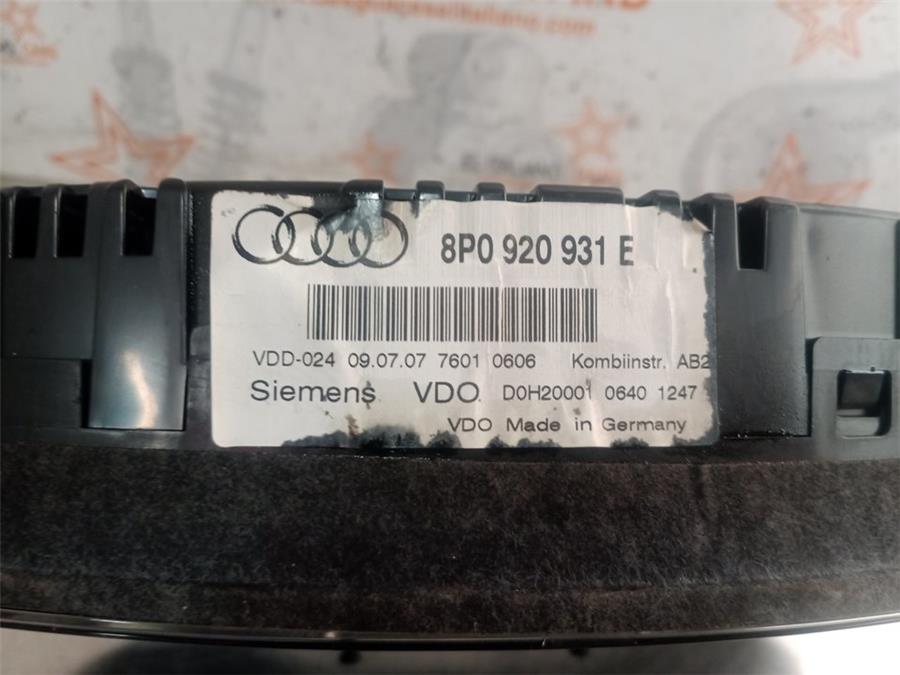 8P0 920 931 E
VDD-024 09.07.07 7601 0606 Kombiinstr. AB2
Siemens VDO D0H20001 0640 1247
VDO Made in Germany